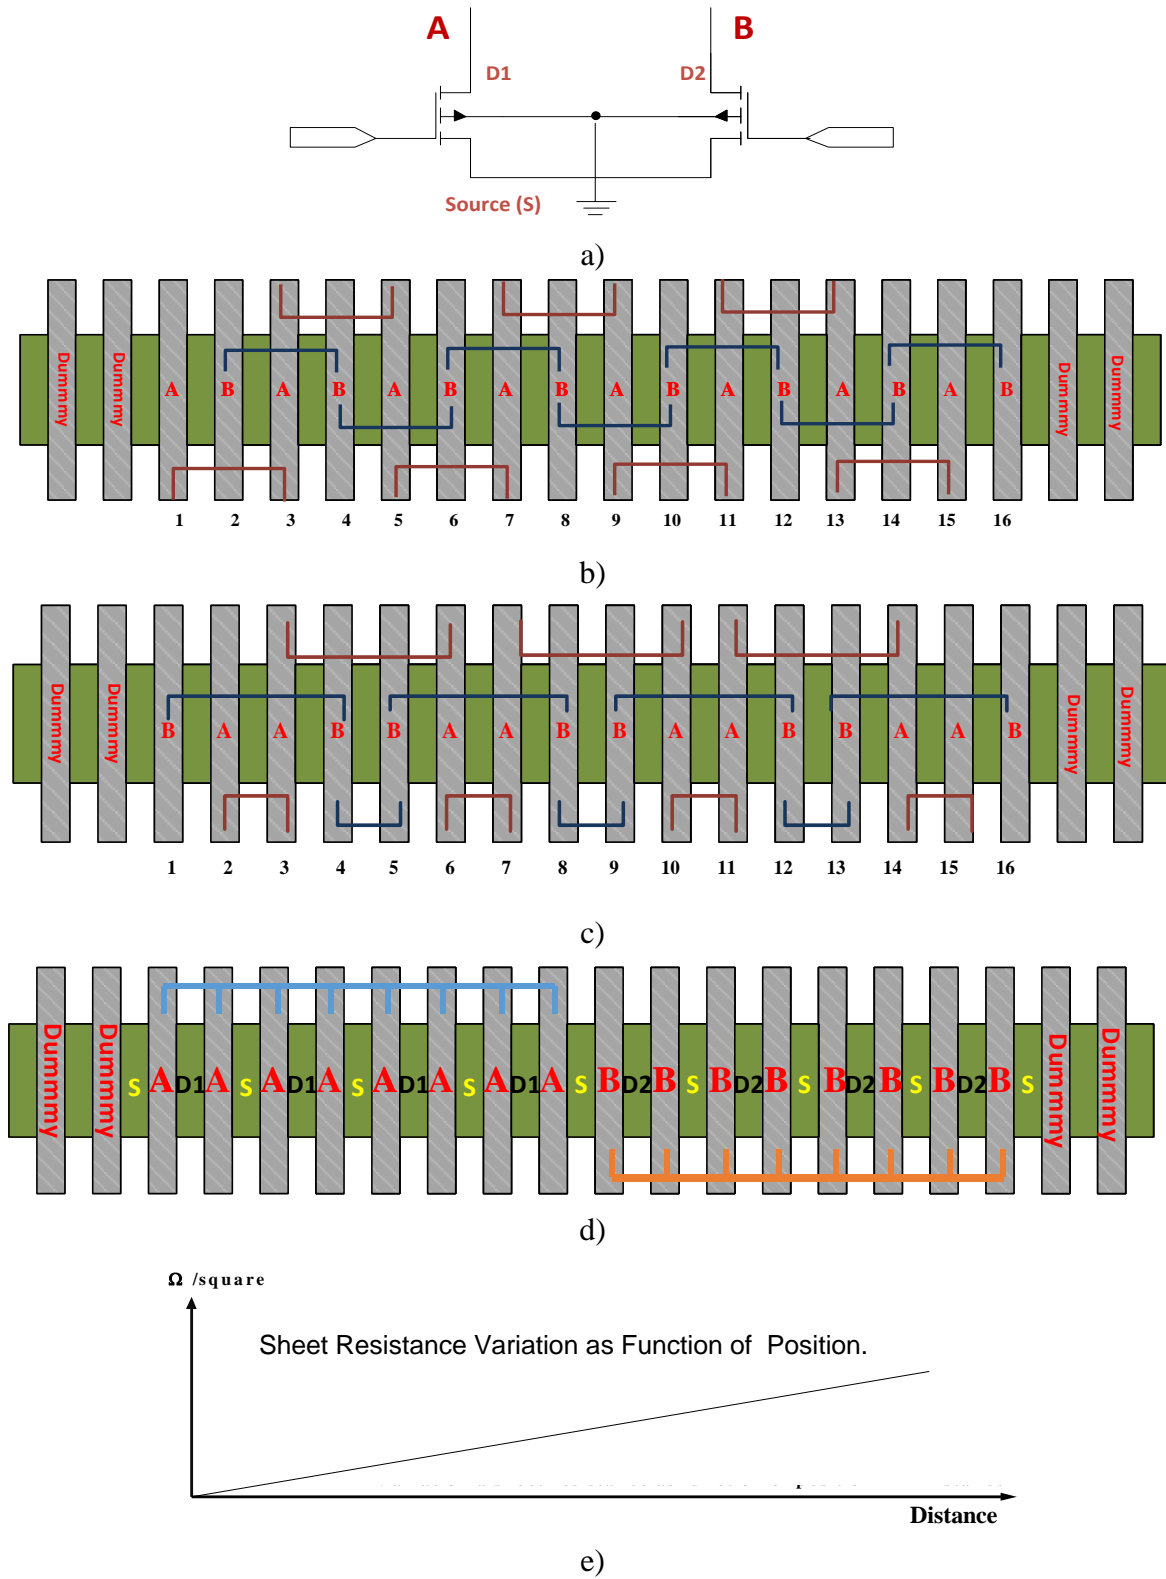 A B
D1 D2
Source (S)
a)
Dummmy Dummmy A B A B A B A B A B A B A B A B Dummmy Dummmy
1 2 3 4 5 6 7 8 9 10 11 12 13 14 15 16
b)
Dummmy Dummmy B A A B B A A B B A A B B A A B Dummmy Dummmy
1 2 3 4 5 6 7 8 9 10 11 12 13 14 15 16
c)
Dummmy Dummmy S A D1 A S A D1 A S A D1 A S A D1 A S B D2 B S B D2 B S B D2 B S B D2 B S Dummmy Dummmy
d)
Ω /square
Sheet Resistance Variation as Function of Position.
Distance
e)